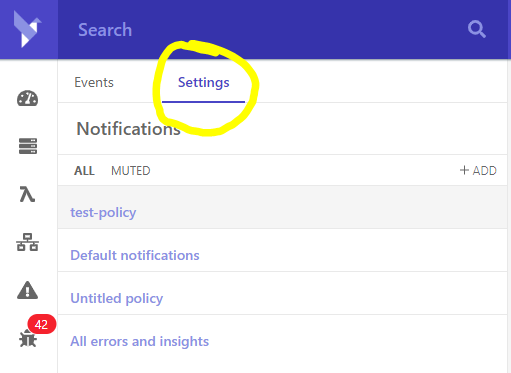 Search
Events Settings
Notifications
ALL MUTED + ADD
test-policy
Default notifications
Untitled policy
42
All errors and insights